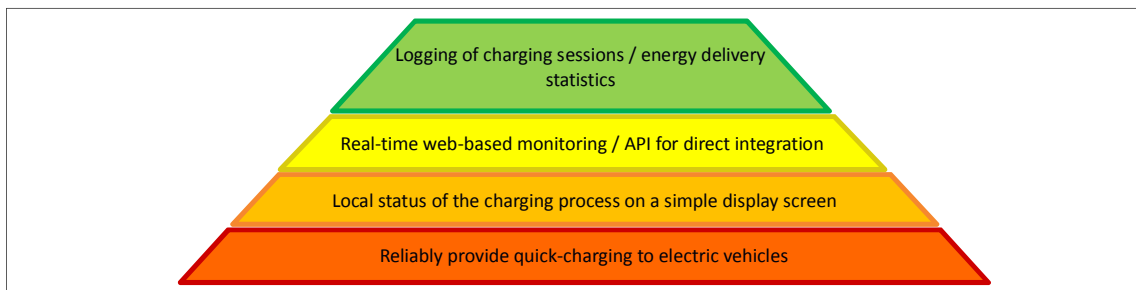 Logging of charging sessions / energy delivery
statistics
Real-time web-based monitoring / API for direct integration
Local status of the charging process on a simple display screen
Reliably provide quick-charging to electric vehicles